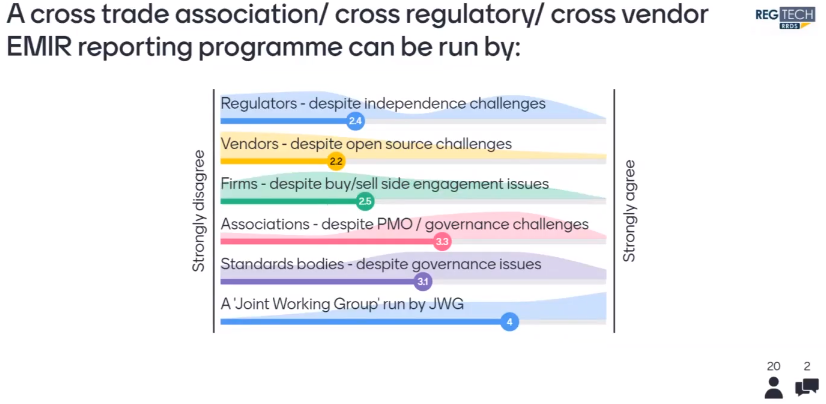 A cross trade association/ cross regulatory/ cross vendor
EMIR reporting programme can be run by:
REGTECH
RRDS
Strongly disagree
Regulators - despite independence challenges
2.4
Vendors - despite open source challenges
2.2
Firms - despite buy/sell side engagement issues
2.5
Associations - despite PMO / governance challenges
3.3
Standards bodies - despite governance issues
3.1
A 'Joint Working Group' run by JWG
4
Strongly agree
20 2